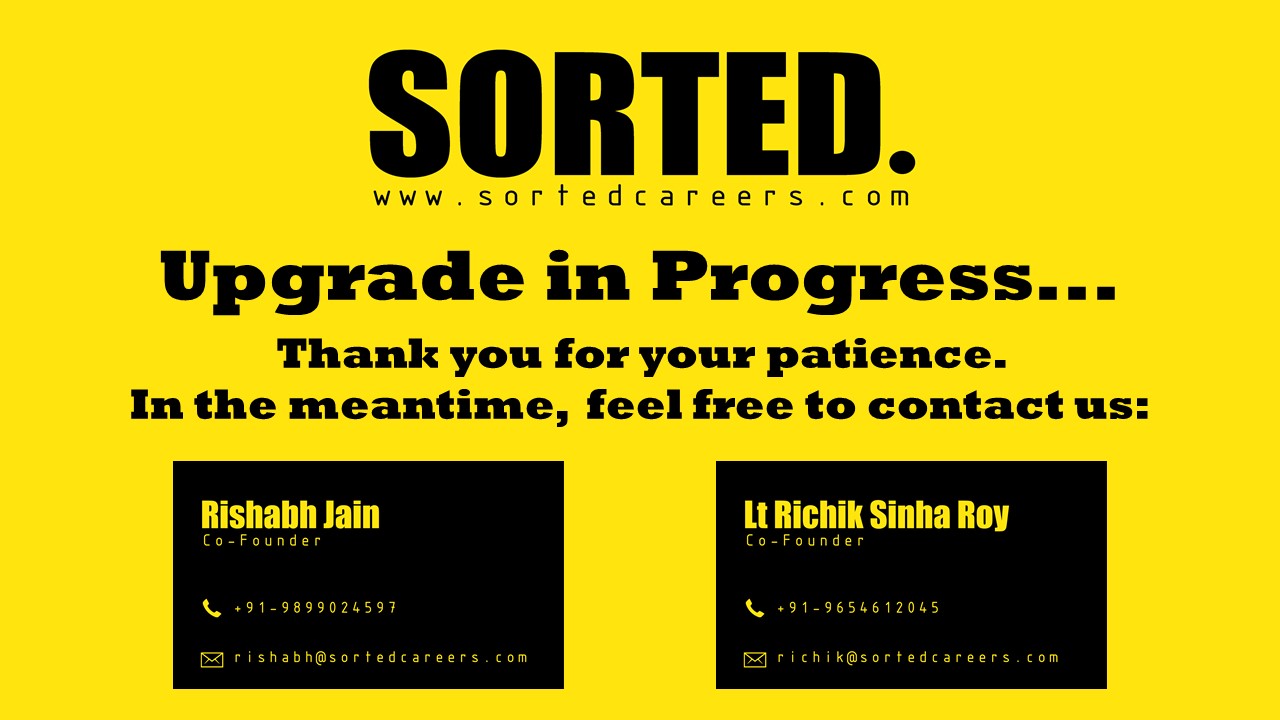 SORTED.
www.sortedcareers.com
Upgrade in Progress...
Thank you for your patience.
In the meantime, feel free to contact us:
Rishabh Jain
Co-Founder
+91-9899024597
rishabh@sortedcareers.com
Lt Richik Sinha Roy
Co-Founder
+91-9654612045
richik@sortedcareers.com